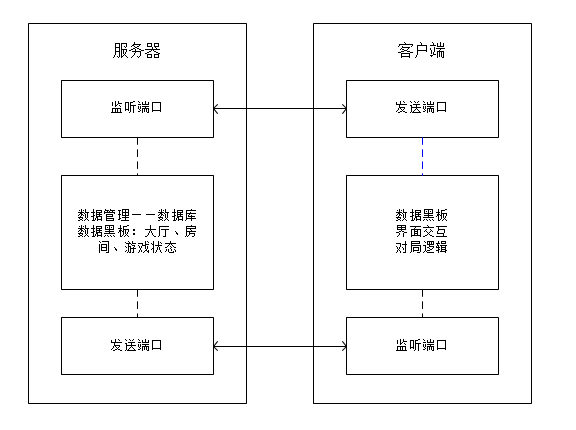 服务器
监听端口
数据管理——数据库
数据黑板：大厅、房
间、游戏状态
发送端口
客户端
发送端口
数据黑板
界面交互
对局逻辑
监听端口